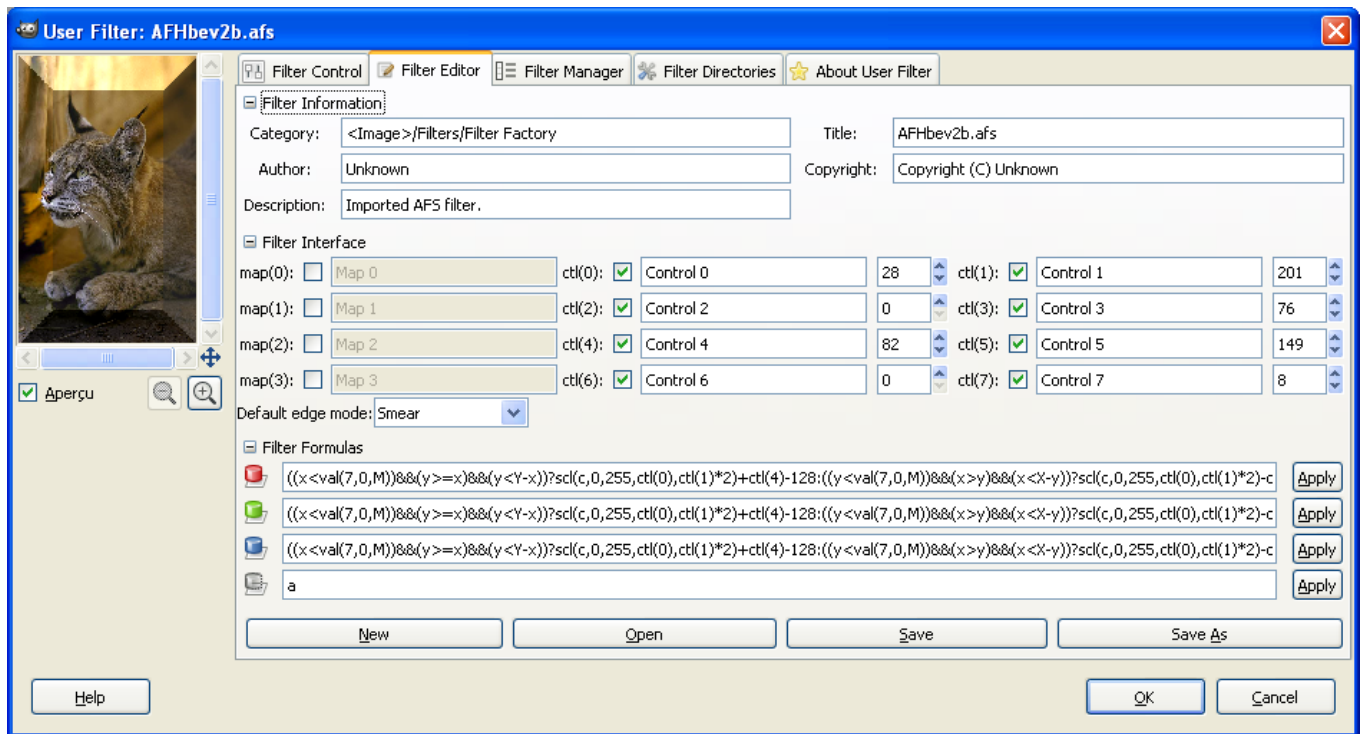 User Filter: AFHbev2b.afs
Filter Control Filter Editor Filter Manager Filter Directories About User Filter
Filter Information
Category: <Image>/Filters/Filter Factory Title: AFHbev2b.afs
Author: Unknown Copyright: Copyright (C) Unknown
Description: Imported AFS filter.
Filter Interface
map(0): Map 0 ctl(0): Control 0 28 ctl(1): Control 1 201
map(1): Map 1 ctl(2): Control 2 0 ctl(3): Control 3 76
map(2): Map 2 ctl(4): Control 4 82 ctl(5): Control 5 149
map(3): Map 3 ctl(6): Control 6 0 ctl(7): Control 7 8
Aperçu
Default edge mode: Smear
Filter Formulas
((x<val(7,0,M))&&(y>=x)&&(y<Y-x))?scl(c,0,255,ctl(0),ctl(1)*2)+ctl(4)-128:((y<val(7,0,M))&&(x>y)&&(x<X-y))?scl(c,0,255,ctl(0),ctl(1)*2)-c Apply
((x<val(7,0,M))&&(y>=x)&&(y<Y-x))?scl(c,0,255,ctl(0),ctl(1)*2)+ctl(4)-128:((y<val(7,0,M))&&(x>y)&&(x<X-y))?scl(c,0,255,ctl(0),ctl(1)*2)-c Apply
((x<val(7,0,M))&&(y>=x)&&(y<Y-x))?scl(c,0,255,ctl(0),ctl(1)*2)+ctl(4)-128:((y<val(7,0,M))&&(x>y)&&(x<X-y))?scl(c,0,255,ctl(0),ctl(1)*2)-c Apply
a Apply
New Open Save Save As
Help OK Cancel